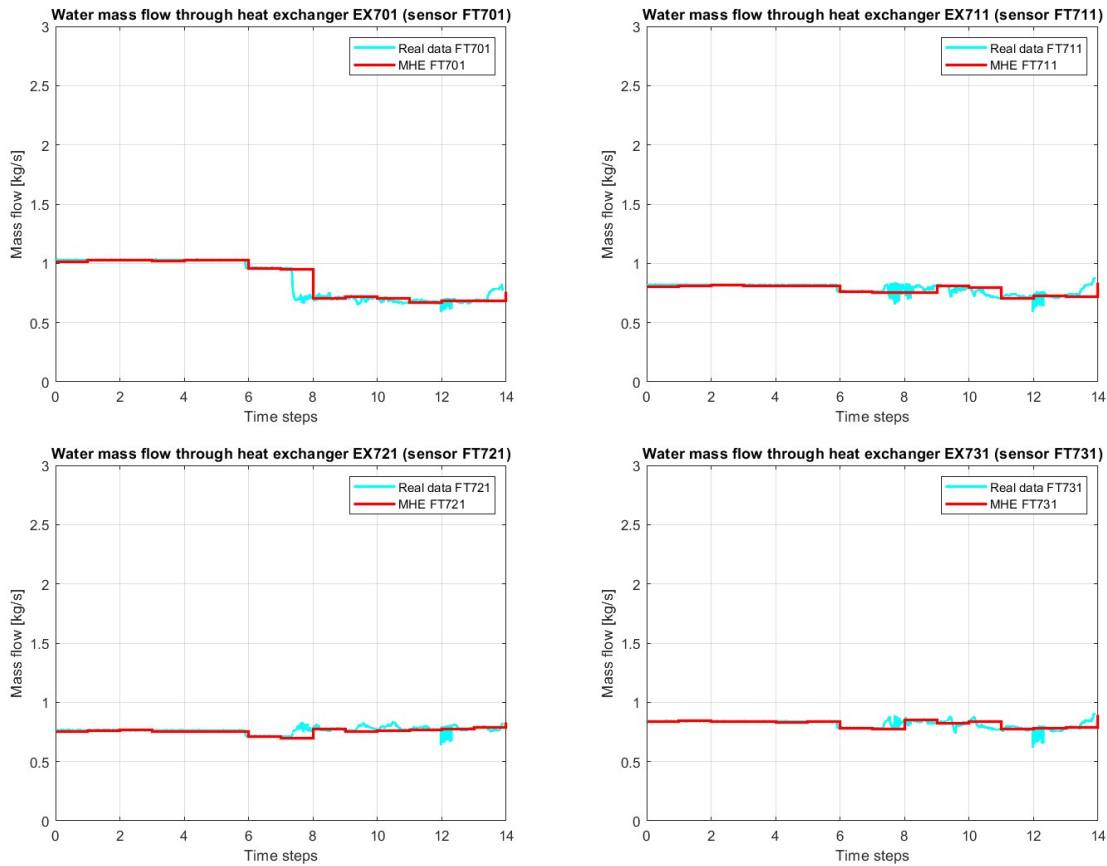 Water mass flow through heat exchanger EX701 (sensor FT701)
3
2.5
2
1.5
1
0.5
0
Mass flow [kg/s]
Real data FT701
MHE FT701
0 2 4 6 8 10 12 14
Time steps
Water mass flow through heat exchanger EX711 (sensor FT711)
3
2.5
2
1.5
1
0.5
0
Mass flow [kg/s]
Real data FT711
MHE FT711
0 2 4 6 8 10 12 14
Time steps
Water mass flow through heat exchanger EX721 (sensor FT721)
3
2.5
2
1.5
1
0.5
0
Mass flow [kg/s]
Real data FT721
MHE FT721
0 2 4 6 8 10 12 14
Time steps
Water mass flow through heat exchanger EX731 (sensor FT731)
3
2.5
2
1.5
1
0.5
0
Mass flow [kg/s]
Real data FT731
MHE FT731
0 2 4 6 8 10 12 14
Time steps